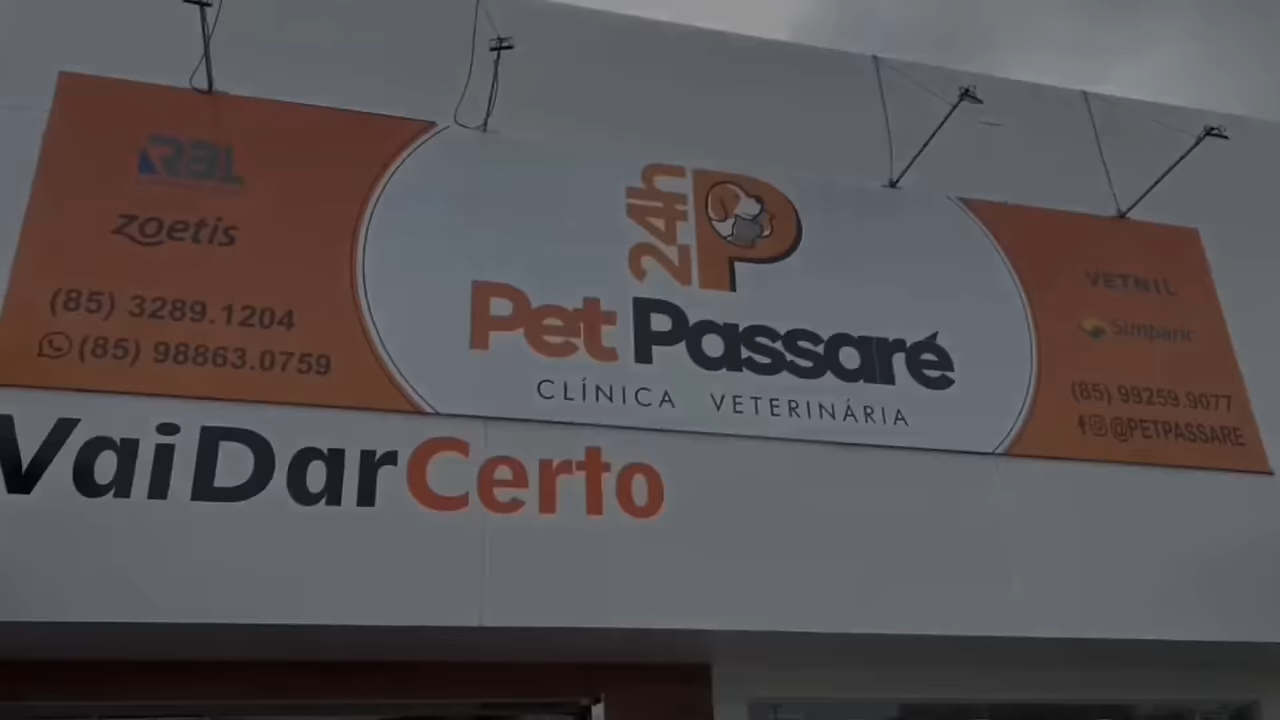 RBL
zoetis
(85) 3289.1204
(85) 98863.0759
24h
P
Pet Passaré
CLÍNICA VETERINÁRIA
VETNIL
Simparic
(85) 99259.9077
@PETPASSARE
VaiDarCerto